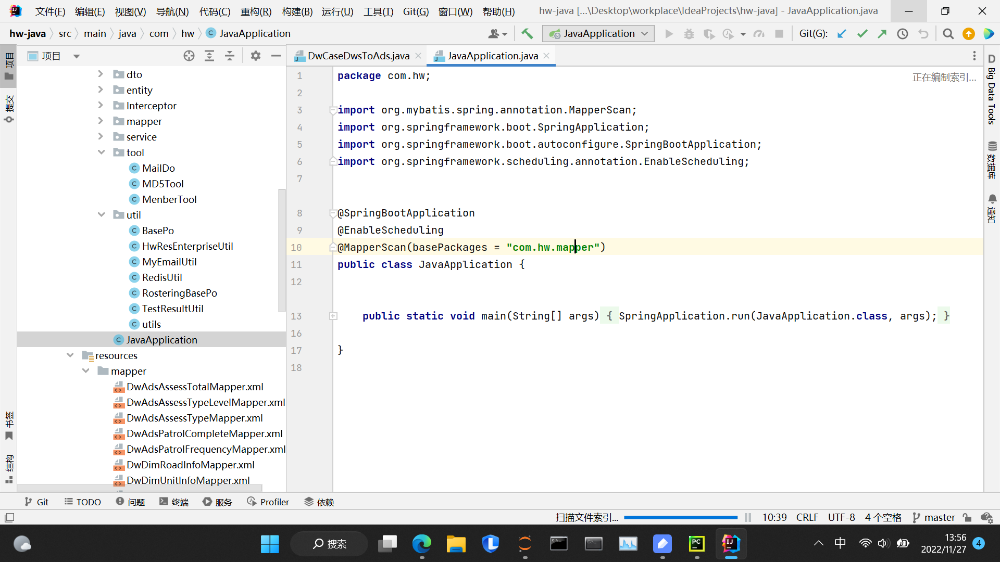 文件(F) 编辑(E) 视图(V) 导航(N) 代码(C) 重构(R) 构建(B) 运行(U) 工具(T) Git(G) 窗口(W) 帮助(H) hw-java [...\Desktop\workplace\IdeaProjects\hw-java] - JavaApplication.java
hw-java src main java com hw JavaApplication
JavaApplication
Git(G):
项目
DwCaseDwsToAds.java
JavaApplication.java
项目
提交
书签
结构
dto
entity
Interceptor
mapper
service
tool
MailDo
MD5Tool
MenberTool
util
BasePo
HwResEnterpriseUtil
MyEmailUtil
RedisUtil
RosteringBasePo
TestResultUtil
utils
JavaApplication
resources
mapper
DwAdsAssessTotalMapper.xml
DwAdsAssessTypeLevelMapper.xml
DwAdsAssessTypeMapper.xml
DwAdsPatrolCompleteMapper.xml
DwAdsPatrolFrequencyMapper.xml
DwDimRoadInfoMapper.xml
DwDimUnitInfoMapper.xml
1 package com.hw;
正在编制索引...
2
3 import org.mybatis.spring.annotation.MapperScan;
4 import org.springframework.boot.SpringApplication;
5 import org.springframework.boot.autoconfigure.SpringBootApplication;
6 import org.springframework.scheduling.annotation.EnableScheduling;
7
8 @SpringBootApplication
9 @EnableScheduling
10 @MapperScan(basePackages = "com.hw.mapper")
11 public class JavaApplication {
12
13 public static void main(String[] args) { SpringApplication.run(JavaApplication.class, args); }
16
17 }
18
D Big Data Tools
数据库
通知
Git TODO 问题 终端 服务 Profiler 依赖
扫描文件索引... 10:39 CRLF UTF-8 4 个空格 master
搜索
PC
IJ
中
13:56
2022/11/27
4